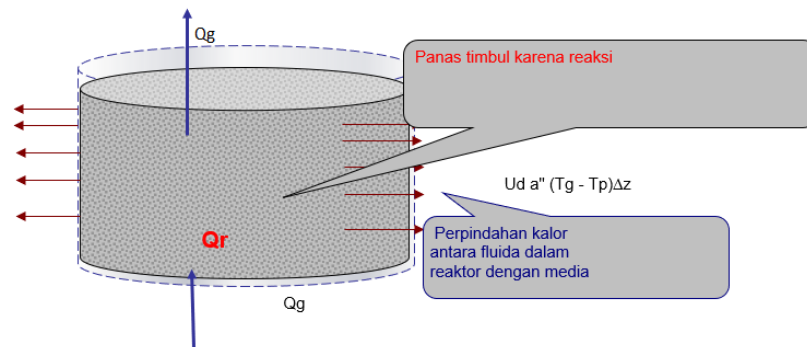 Qg
Panas timbul karena reaksi
Ud a" (Tg - Tp)Δz
Qr
Perpindahan kalor
antara fluida dalam
reaktor dengan media
Qg